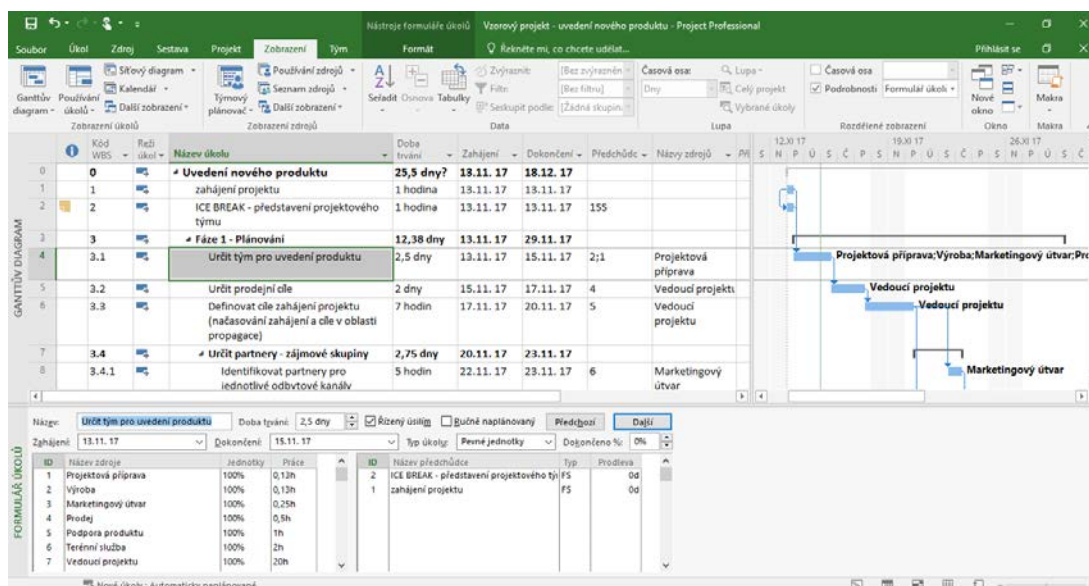 Nástroje formuláře úkolů Vzorový projekt - uvedení nového produktu - Project Professional
Soubor Úkol Zdroj Sestava Projekt Zobrazení Tým Formát Řekněte mi, co chcete udělat... Přihlásit se
Ganttův diagram
Používání úkolů
Síťový diagram
Kalendář
Další zobrazení
Zobrazení úkolů
Týmový plánovač
Používání zdrojů
Seznam zdrojů
Další zobrazení
Zobrazení zdrojů
Seřadit Osnova Tabulky
Zvýraznit: [Bez zvýraznén
Filtr: [Bez filtru]
Seskupit podle: [Žádná skupin
Data
Časová osa:
Dny
Lupa
Celý projekt
Vybrané úkoly
Lupa
Časová osa
Podrobnosti Formulář úkolů
Rozdělené zobrazení
Nové okno
Okno
Makra
Makra
GANTTŮV DIAGRAM
Kód WBS Reži úkol Název úkolu Doba trvání Zahájení Dokončení Předchůdc Názvy zdrojů
12.XI 17 19.XI 17 26.XI 17
S N P Ú S Č P S N P Ú S Č P S N P Ú S Č
0 0 Uvedení nového produktu 25,5 dny? 13.11. 17 18.12. 17
1 1 zahájení projektu 1 hodina 13.11. 17 13.11. 17
2 2 ICE BREAK - představení projektového týmu 1 hodina 13.11. 17 13.11. 17 155
3 3 Fáze 1 - Plánování 12,38 dny 13.11. 17 29.11. 17
4 3.1 Určit tým pro uvedení produktu 2,5 dny 13.11. 17 15.11. 17 2;1 Projektová příprava
Projektová příprava;Výroba;Marketingový útvar;Pro
5 3.2 Určit prodejní cíle 2 dny 15.11. 17 17.11. 17 4 Vedoucí projektu
Vedoucí projektu
6 3.3 Definovat cíle zahájení projektu (načasování zahájení a cíle v oblasti propagace) 7 hodin 17.11. 17 20.11. 17 5 Vedoucí projektu
Vedoucí projektu
7 3.4 Určit partnery - zájmové skupiny 2,75 dny 20.11. 17 23.11. 17
8 3.4.1 Identifikovat partnery pro jednotlivé odbytové kanály 5 hodin 22.11. 17 23.11. 17 6 Marketingový útvar
Marketingový útvar
FORMULÁŘ ÚKOLŮ
Název: Určit tým pro uvedení produktu Doba trvání: 2,5 dny Řízený úsilím Ručně naplánovaný Předchozí Další
Zahájení: 13.11. 17 Dokončení: 15.11. 17 Typ úkolu: Pevné jednotky Dokončeno %: 0%
ID Název zdroje Jednotky Práce
1 Projektová příprava 100% 0,13h
2 Výroba 100% 0,13h
3 Marketingový útvar 100% 0,25h
4 Prodej 100% 0,5h
5 Podpora produktu 100% 1h
6 Terénní služba 100% 2h
7 Vedoucí projektu 100% 20h
ID Název předchůdce Typ Prodleva
2 ICE BREAK - představení projektového tý FS 0d
1 zahájení projektu FS 0d
Nové úkoly : Automaticky naplánované